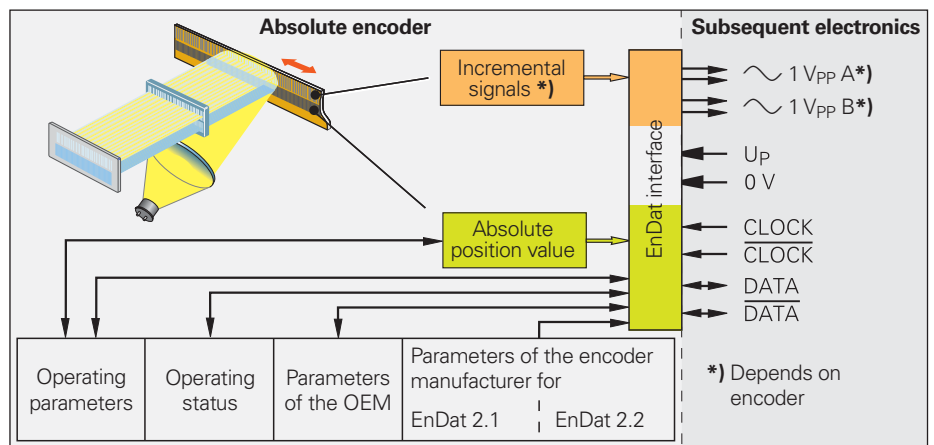 Absolute encoder
Subsequent electronics
Incremental
signals *)
1 VPP A*)
1 VPP B*)
UP
0 V
EnDat interface
Absolute
position value
CLOCK
CLOCK
DATA
DATA
Operating
parameters
Operating
status
Parameters
of the OEM
Parameters of the encoder
manufacturer for
EnDat 2.1
EnDat 2.2
*) Depends on
encoder